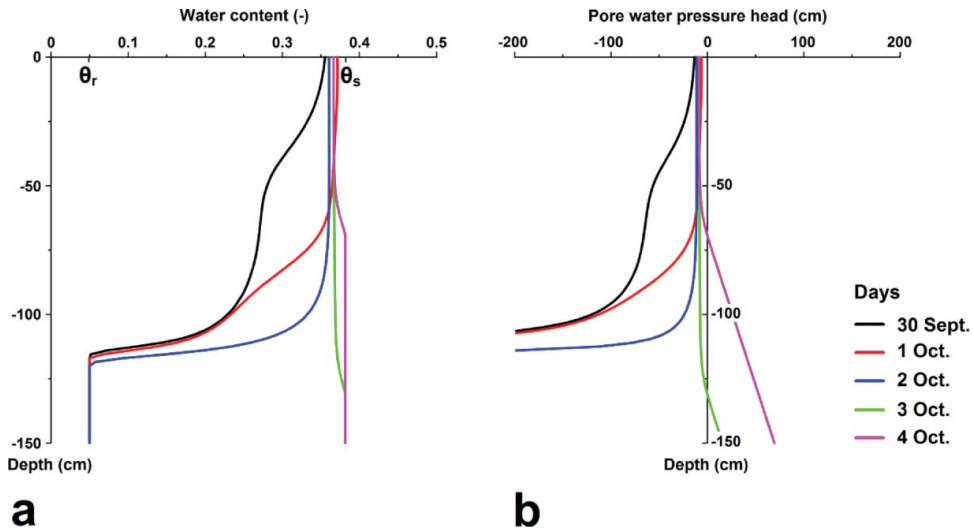 Water content (-)
0 0.1 0.2 0.3 0.4 0.5
θr θs
0
-50
-100
-150
Depth (cm)
a
Pore water pressure head (cm)
-200 -100 0 100 200
-50
-100
-150
Depth (cm)
b
Days
30 Sept.
1 Oct.
2 Oct.
3 Oct.
4 Oct.